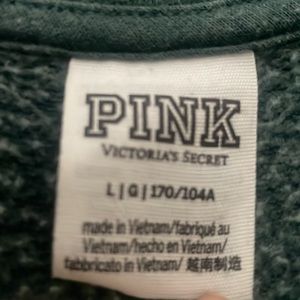 PINK
VICTORIA'S SECRET
L | G | 170/104A
made in Vietnam/fabriqué au
Vietnam/hecho en Vietnam/
fabbricato in Vietnam/ 越南制造